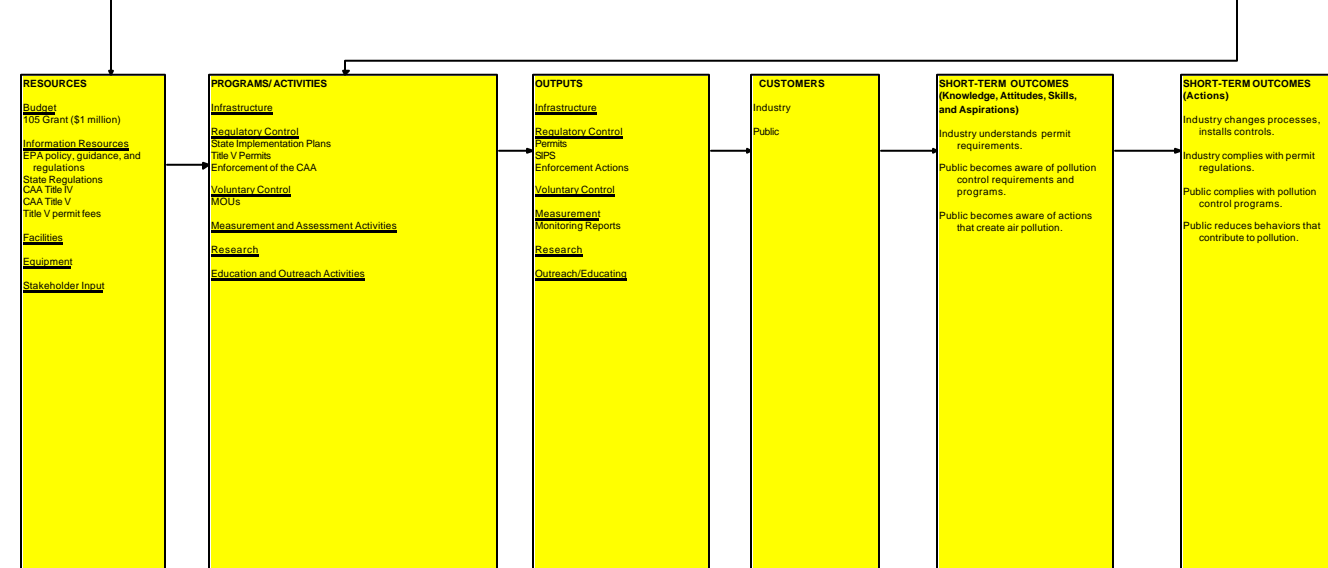 RESOURCES
Budget
105 Grant ($1 million)
Information Resources
EPA policy, guidance, and
regulations
State Regulations
CAA Title IV
CAA Title V
Title V permit fees
Facilities
Equipment
Stakeholder Input
PROGRAMS/ ACTIVITIES
Infrastructure
Regulatory Control
State Implementation Plans
Title V Permits
Enforcement of the CAA
Voluntary Control
MOUs
Measurement and Assessment Activities
Research
Education and Outreach Activities
OUTPUTS
Infrastructure
Regulatory Control
Permits
SIPS
Enforcement Actions
Voluntary Control
Measurement
Monitoring Reports
Research
Outreach/Educating
CUSTOMERS
Industry
Public
SHORT-TERM OUTCOMES
(Knowledge, Attitudes, Skills,
and Aspirations)
Industry understands permit
requirements.
Public becomes aware of pollution
control requirements and
programs.
Public becomes aware of actions
that create air pollution.
SHORT-TERM OUTCOMES
(Actions)
Industry changes processes,
installs controls.
Industry complies with permit
regulations.
Public complies with pollution
control programs.
Public reduces behaviors that
contribute to pollution.